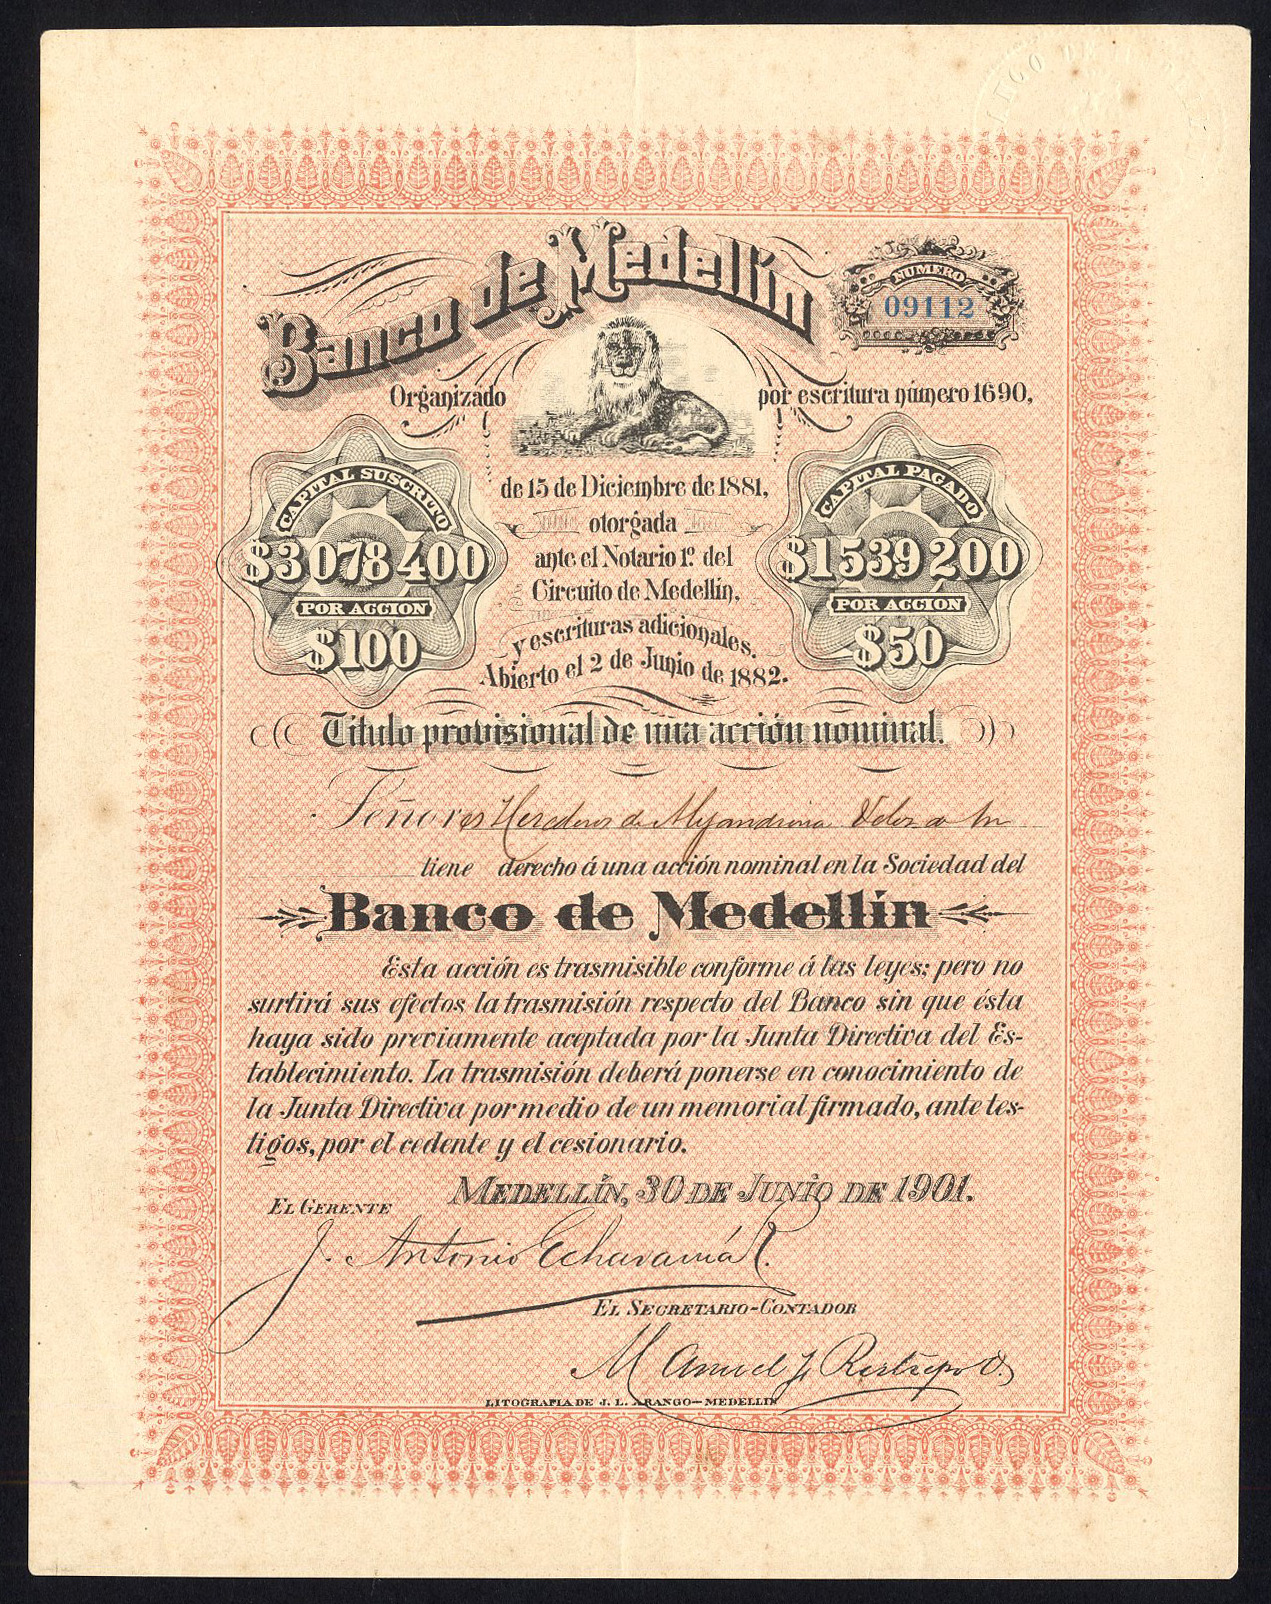 Banco de Medellín
NUMERO
09112
Organizado por escritura número 1690,
CAPITAL SUSCRITO
$3078400
POR ACCION
$100
de 15 de Diciembre de 1881,
otorgada
ante el Notario 1º. del
Circuito de Medellín,
y escrituras adicionales.
Abierto el 2 de Junio de 1882.
CAPITAL PAGADO
$1539200
POR ACCION
$50
Titulo provisional de una acción nominal.
Señores Herederos de Alejandrina Velez de
tiene derecho á una acción nominal en la Sociedad del
Banco de Medellín
Esta acción es trasmisible conforme á las leyes; pero no
surtirá sus efectos la trasmisión respecto del Banco sin que ésta
haya sido previamente aceptada por la Junta Directiva del Es-
tablecimiento. La trasmisión deberá ponerse en conocimiento de
la Junta Directiva por medio de un memorial firmado, ante tes-
tigos, por el cedente y el cesionario.
MEDELLÍN, 30 DE JUNIO DE 1901.
EL GERENTE
J. Antonio Echavarría R.
EL SECRETARIO-CONTADOR
Manuel J. Restrepo
LITOGRAFIA DE J. L. ARANGO—MEDELLIN